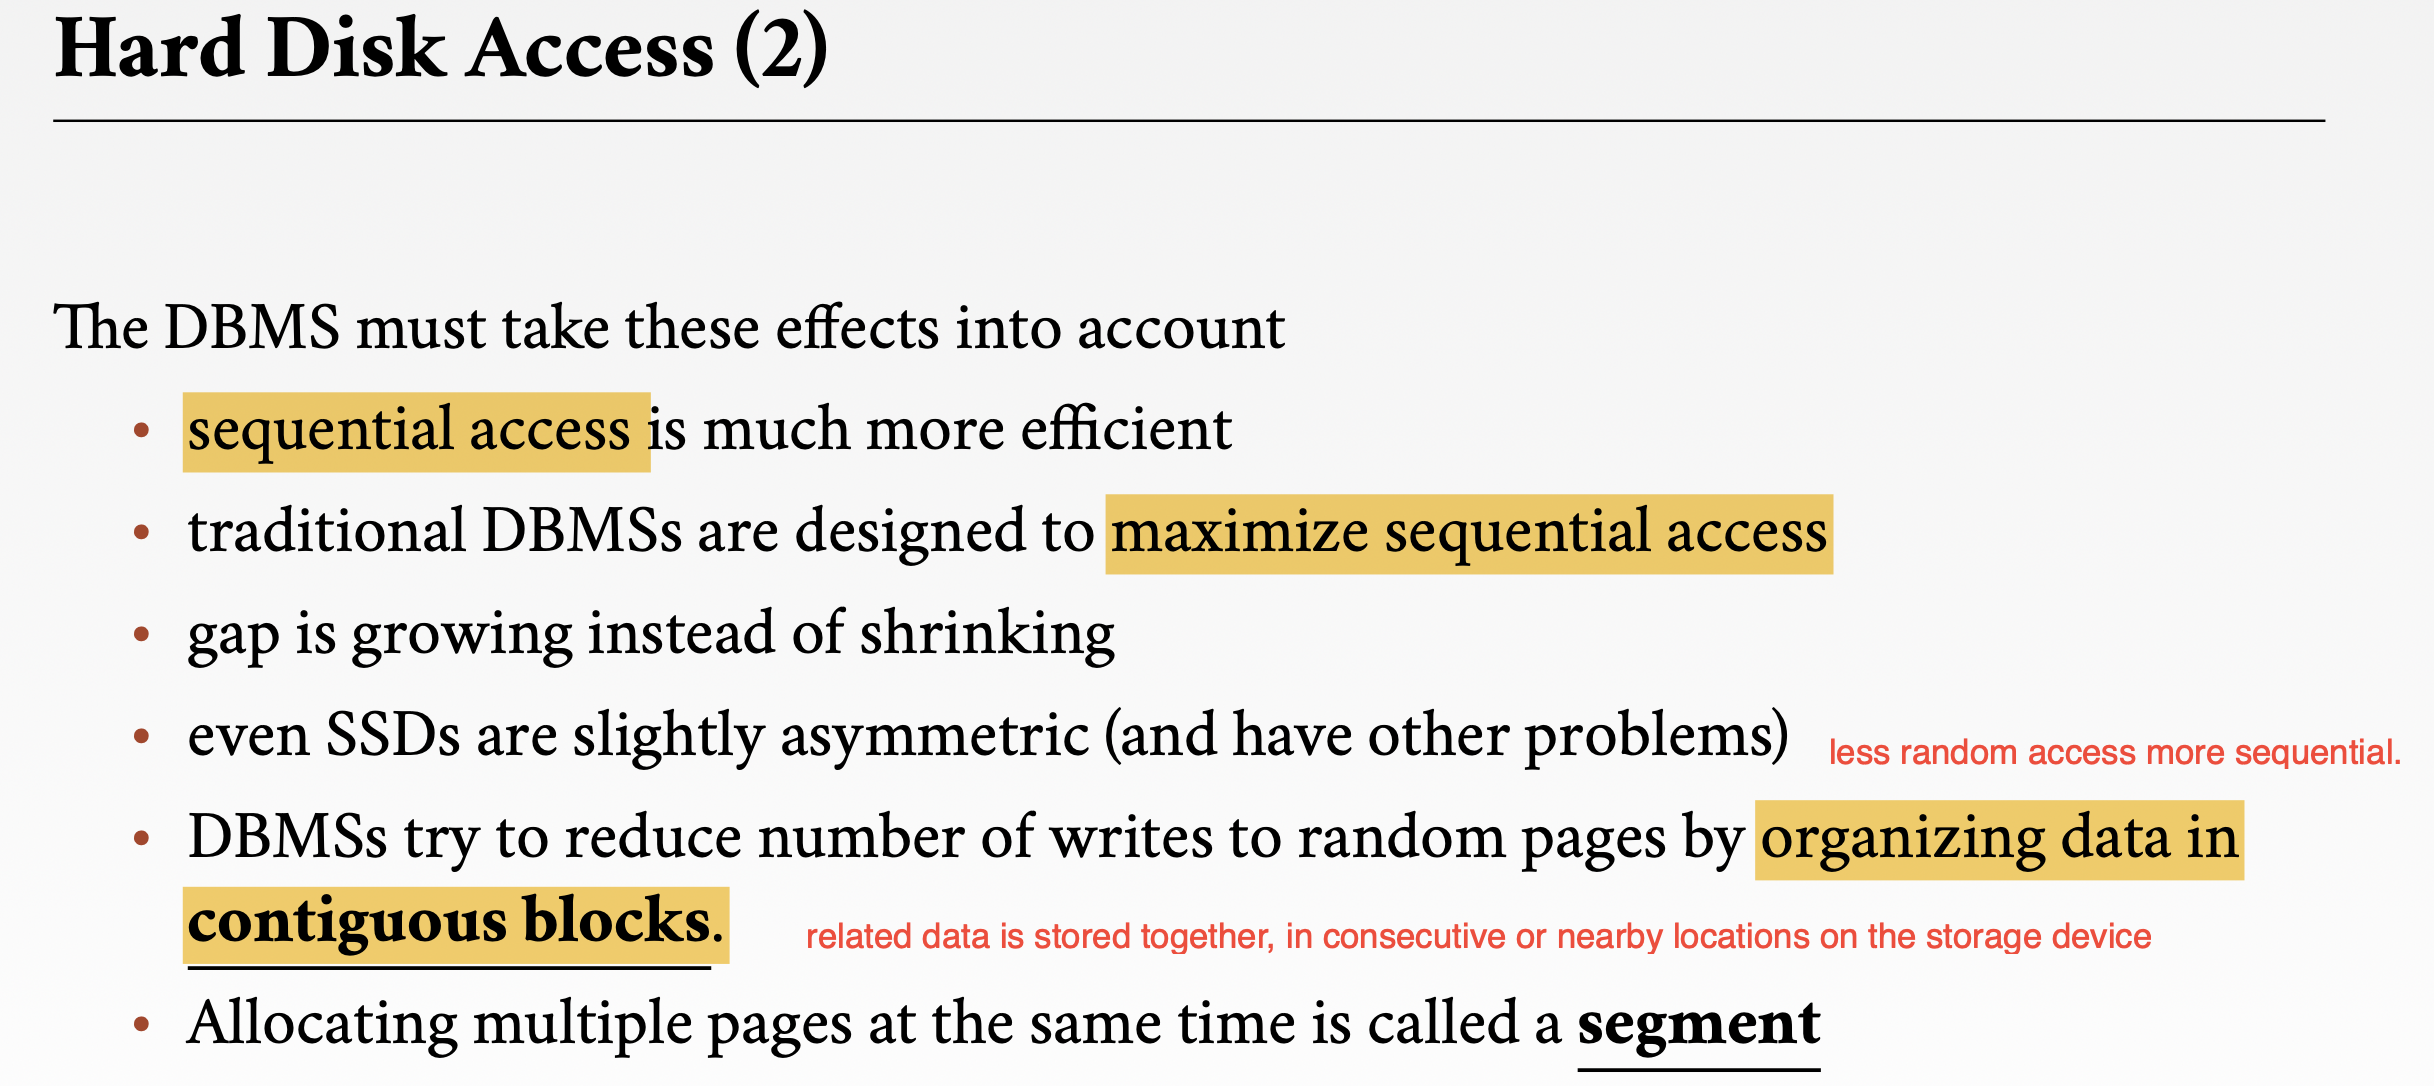 Hard Disk Access (2)
The DBMS must take these effects into account
• sequential access is much more efficient
• traditional DBMSs are designed to maximize sequential access
• gap is growing instead of shrinking
• even SSDs are slightly asymmetric (and have other problems) less random access more sequential.
• DBMSs try to reduce number of writes to random pages by organizing data in
contiguous blocks. related data is stored together, in consecutive or nearby locations on the storage device
• Allocating multiple pages at the same time is called a segment